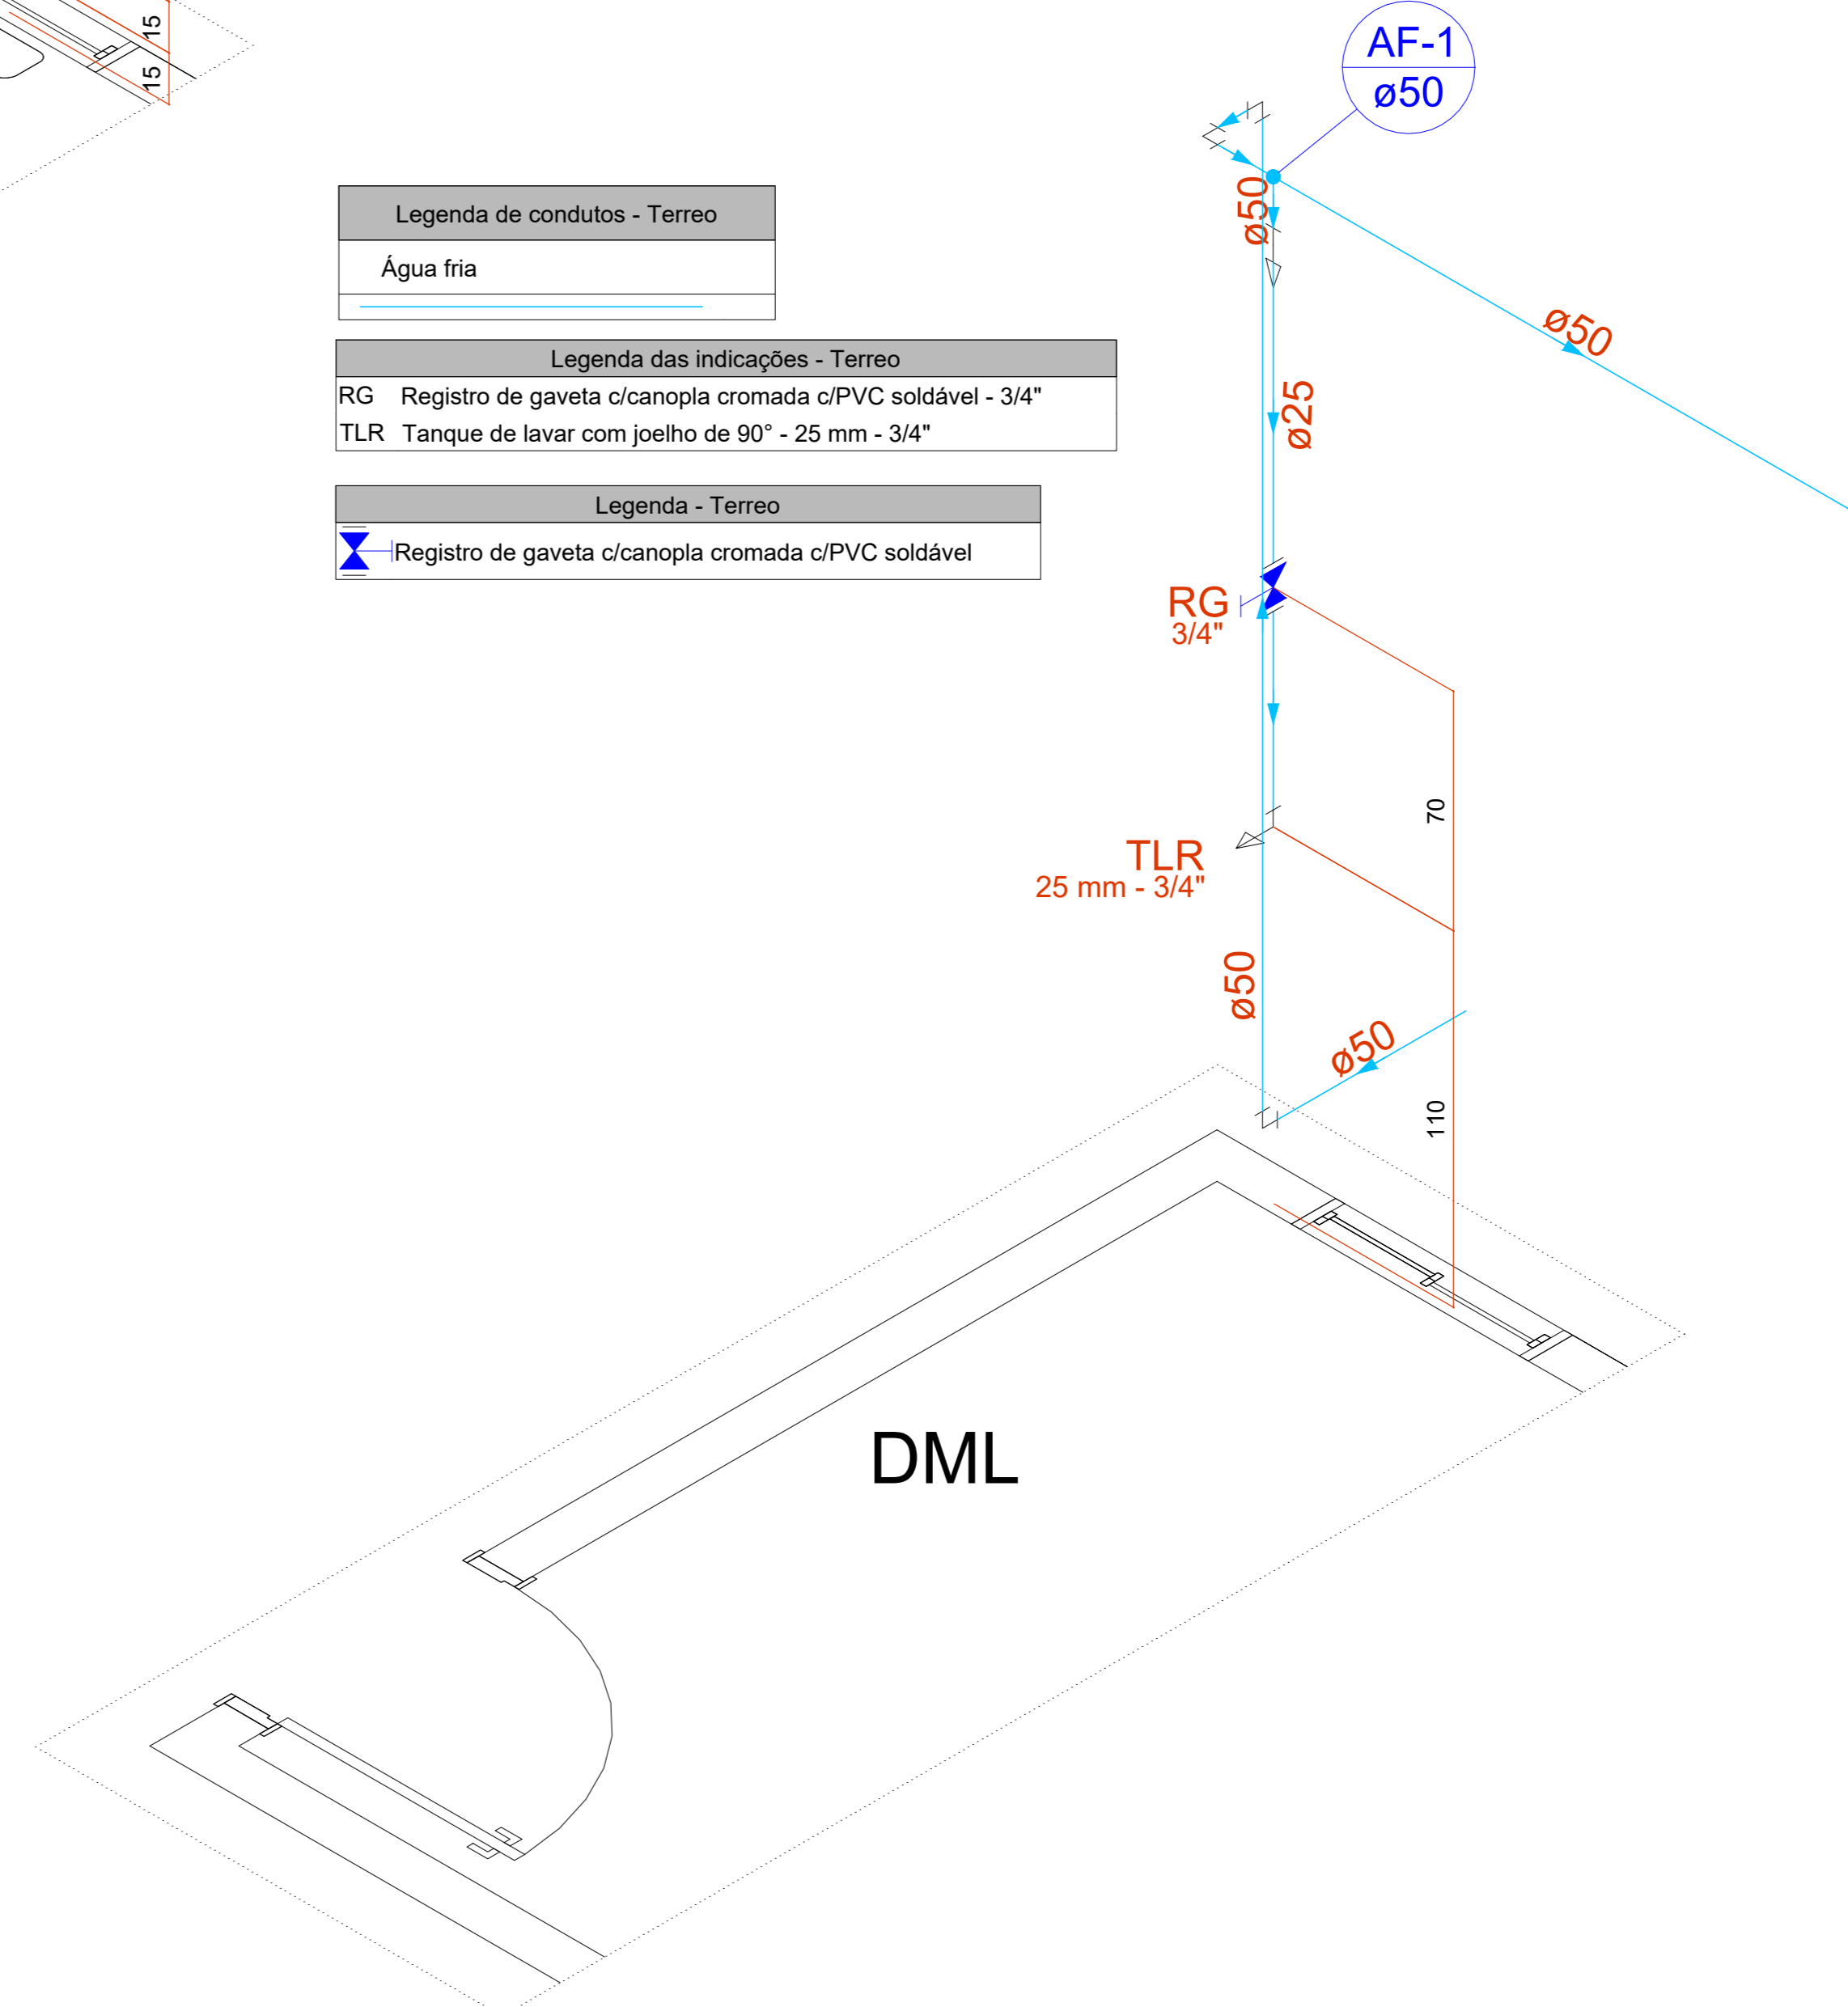 15
15
AF-1
ø50
Legenda de condutos - Terreo
Água fria
ø50
ø50
Legenda das indicações - Terreo
RG Registro de gaveta c/canopla cromada c/PVC soldável - 3/4"
TLR Tanque de lavar com joelho de 90° - 25 mm - 3/4"
ø25
Legenda - Terreo
Registro de gaveta c/canopla cromada c/PVC soldável
RG
3/4"
70
TLR
25 mm - 3/4"
ø50
ø50
110
DML